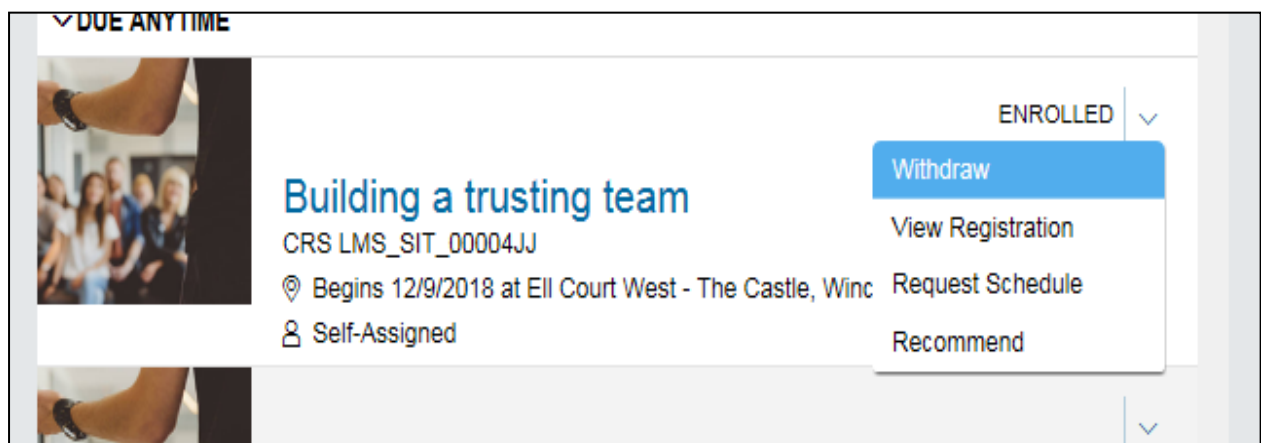 DUE ANYTIME
ENROLLED
Withdraw
Building a trusting team
View Registration
CRS LMS_SIT_00004JJ
Begins 12/9/2018 at Ell Court West - The Castle, Winc
Request Schedule
Self-Assigned
Recommend